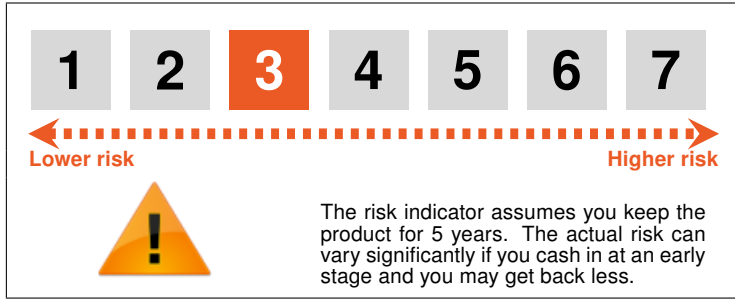 1 2 3 4 5 6 7
Lower risk Higher risk
The risk indicator assumes you keep the
product for 5 years. The actual risk can
vary significantly if you cash in at an early
stage and you may get back less.